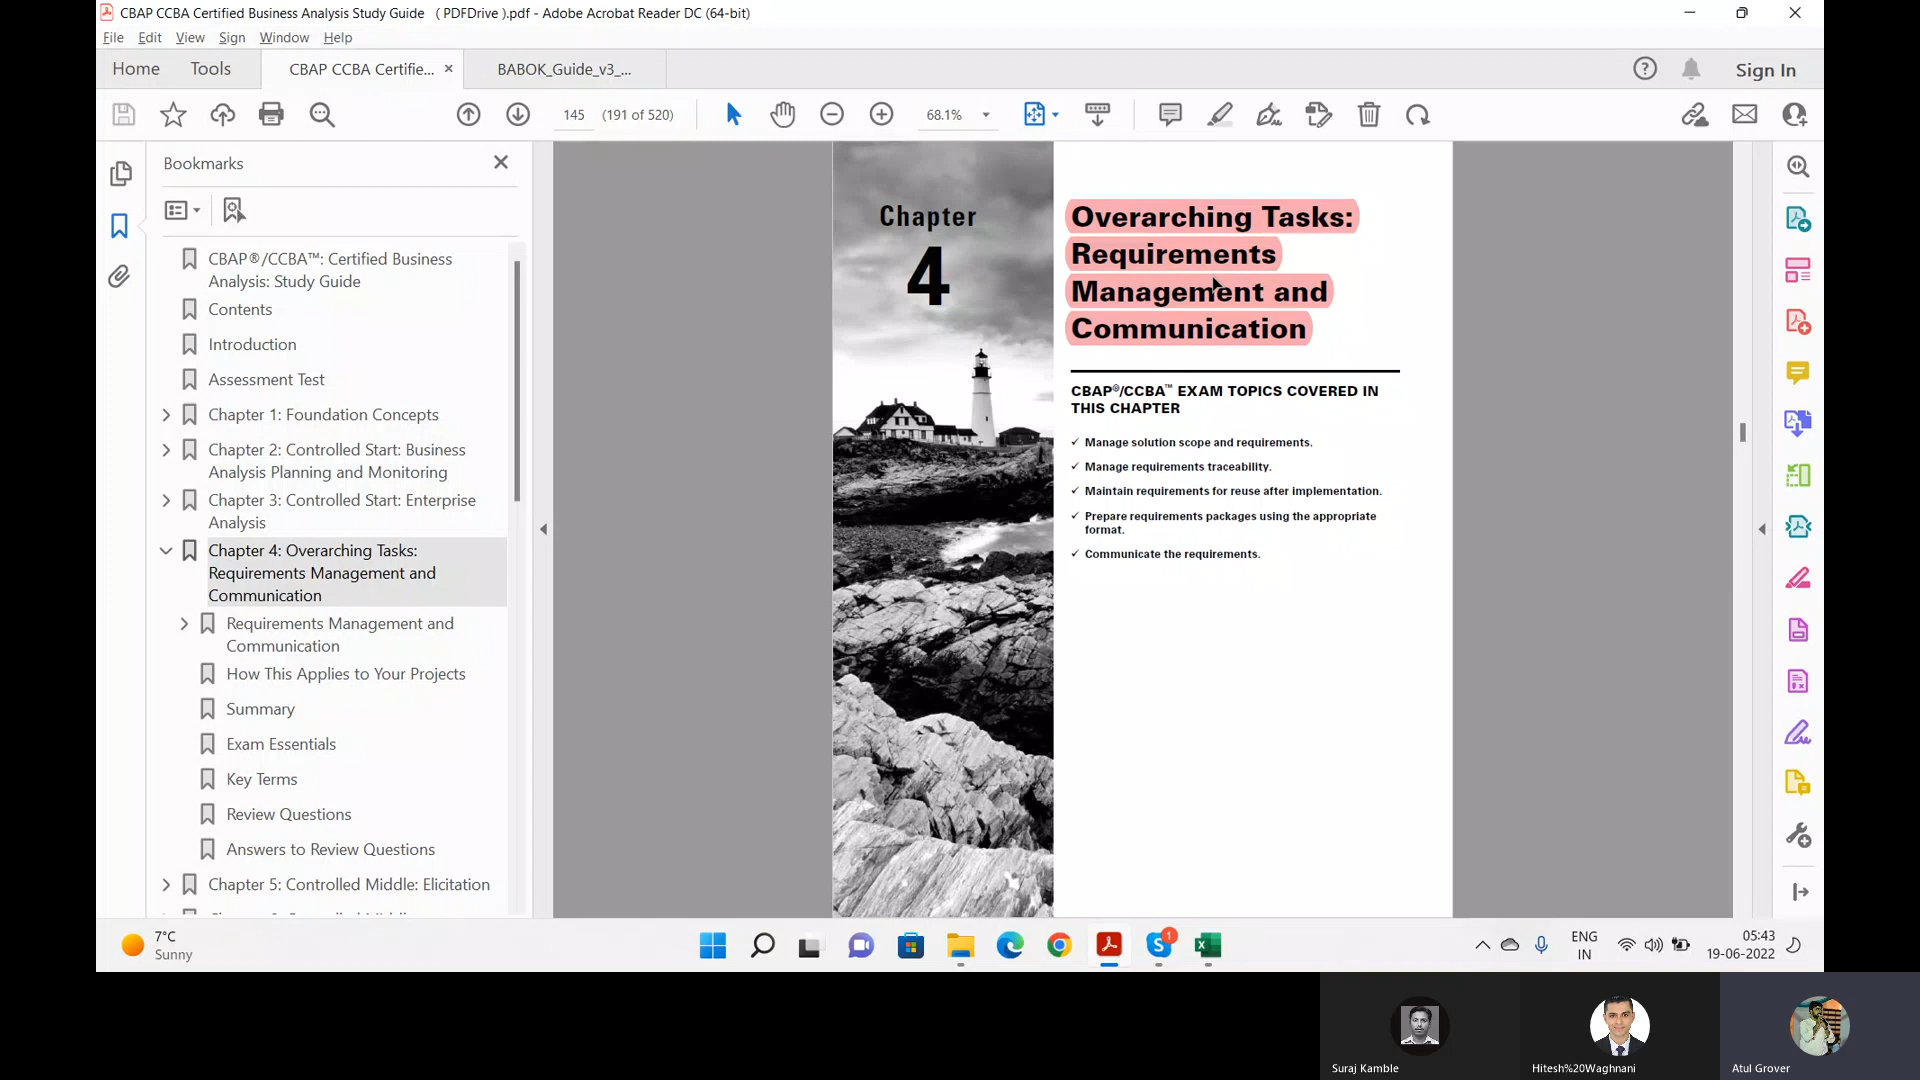 CBAP CCBA Certified Business Analysis Study Guide ( PDFDrive ).pdf - Adobe Acrobat Reader DC (64-bit)
File Edit View Sign Window Help
Home Tools CBAP CCBA Certifie... × BABOK_Guide_v3_... Sign In
145 (191 of 520) 68.1%
Bookmarks
CBAP®/CCBA™: Certified Business
Analysis: Study Guide
Contents
Introduction
Assessment Test
Chapter 1: Foundation Concepts
Chapter 2: Controlled Start: Business
Analysis Planning and Monitoring
Chapter 3: Controlled Start: Enterprise
Analysis
Chapter 4: Overarching Tasks:
Requirements Management and
Communication
Requirements Management and
Communication
How This Applies to Your Projects
Summary
Exam Essentials
Key Terms
Review Questions
Answers to Review Questions
Chapter 5: Controlled Middle: Elicitation
Chapter
4
Overarching Tasks:
Requirements
Management and
Communication
CBAP®/CCBA™ EXAM TOPICS COVERED IN
THIS CHAPTER
✓ Manage solution scope and requirements.
✓ Manage requirements traceability.
✓ Maintain requirements for reuse after implementation.
✓ Prepare requirements packages using the appropriate
format.
✓ Communicate the requirements.
7°C
Sunny
1
ENG
IN
05:43
19-06-2022
Suraj Kamble
Hitesh%20Waghnani
Atul Grover